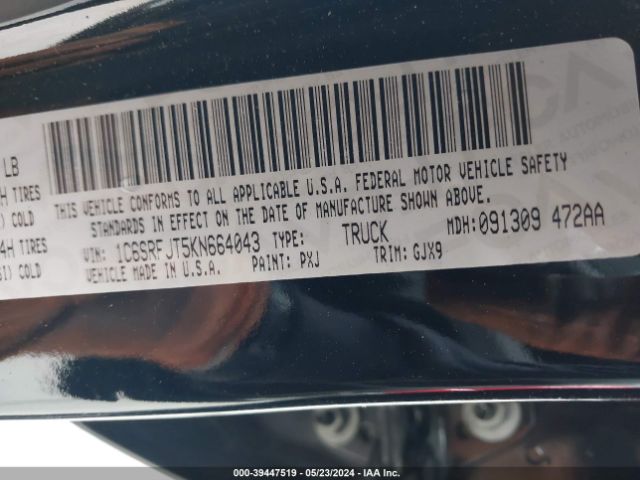 LB
H TIRES
) COLD
4H TIRES
SI) COLD
THIS VEHICLE CONFORMS TO ALL APPLICABLE U.S.A. FEDERAL MOTOR VEHICLE SAFETY
STANDARDS IN EFFECT ON THE DATE OF MANUFACTURE SHOWN ABOVE.
VIN: 1C6SRFJT5KN664043 TYPE: TRUCK MDH:091309 472AA
VEHICLE MADE IN U.S.A. PAINT: PXJ TRIM: GJX9
000-39447519 / 05/23/2024 - IAA Inc.